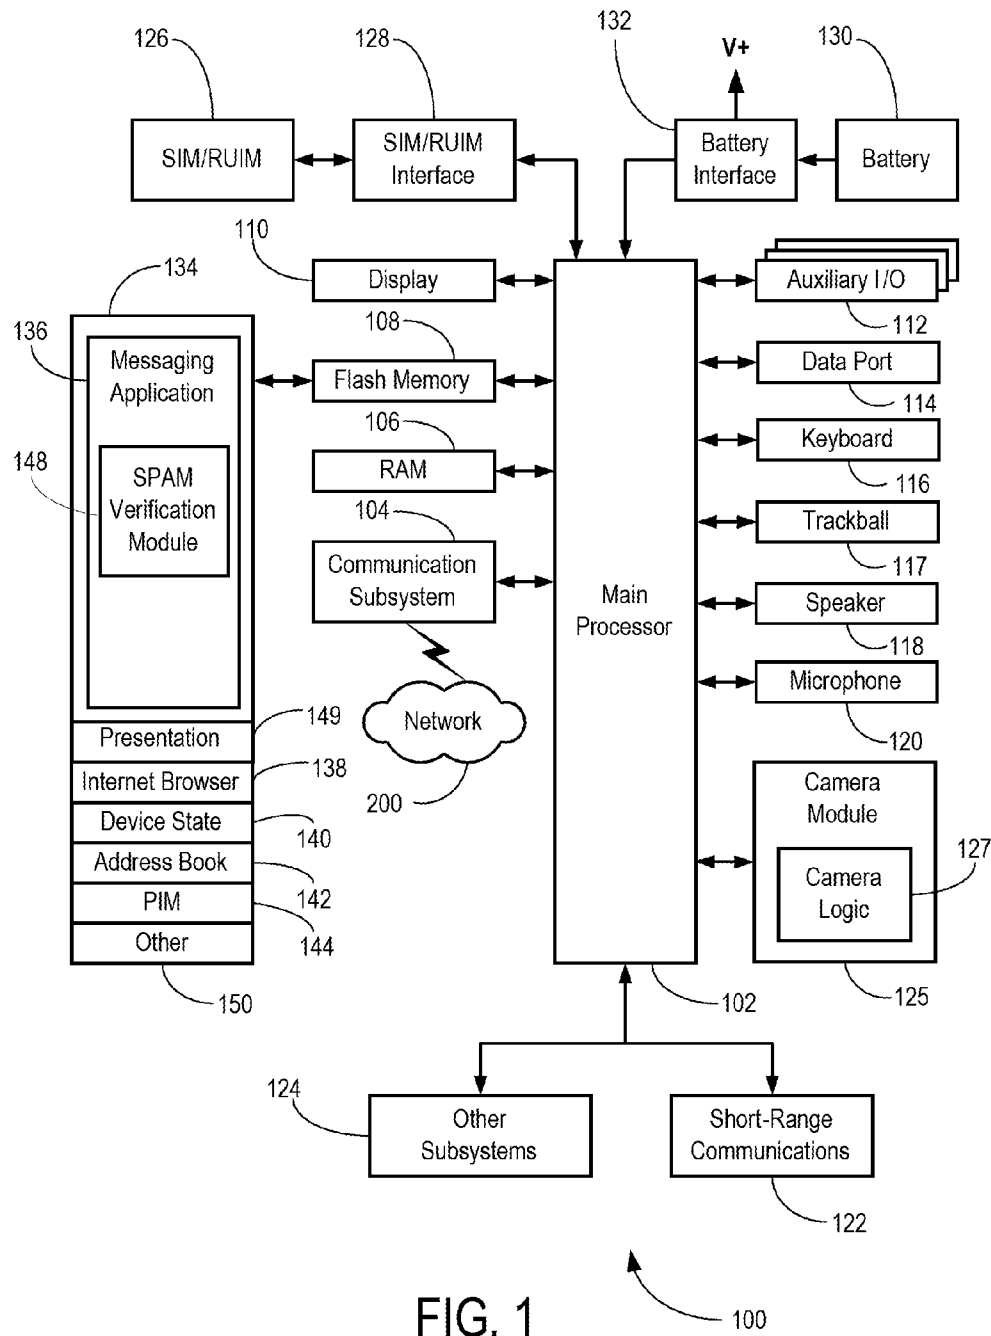 126
128
132
V+
130
SIM/RUIM
SIM/RUIM
Interface
Battery
Interface
Battery
110
Display
Auxiliary I/O
112
134
136
Messaging
Application
108
Flash Memory
Data Port
114
106
RAM
Keyboard
116
148
SPAM
Verification
Module
104
Communication
Subsystem
Trackball
117
Main
Processor
Speaker
118
Microphone
120
Network
200
149
Presentation
138
Internet Browser
Device State
140
Address Book
142
PIM
144
Other
150
Camera
Module
127
Camera
Logic
102
125
124
Other
Subsystems
Short-Range
Communications
122
100
FIG. 1